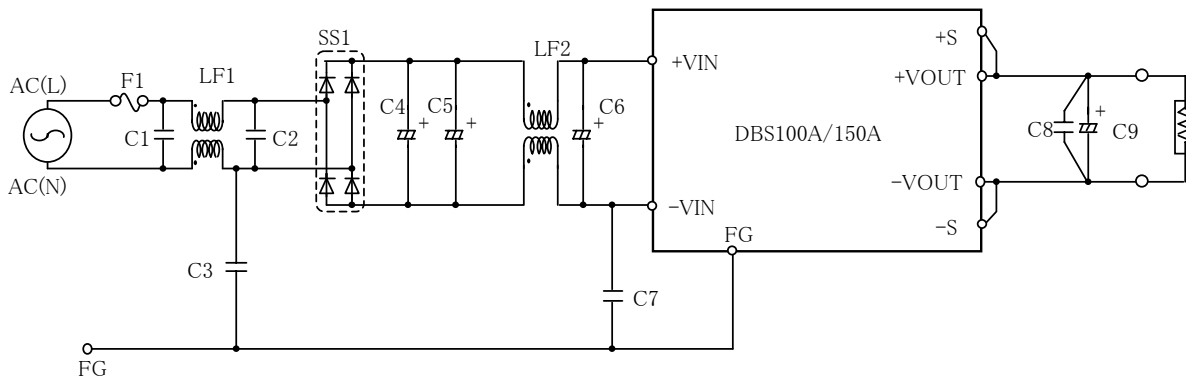 SS1
LF2
+S
LF1
+VIN
+VOUT
AC(L)
F1
C4
+
C5
+
C6
+
C1
C2
DBS100A/150A
C8
+
C9
AC(N)
−VOUT
−VIN
−S
FG
C3
C7
FG